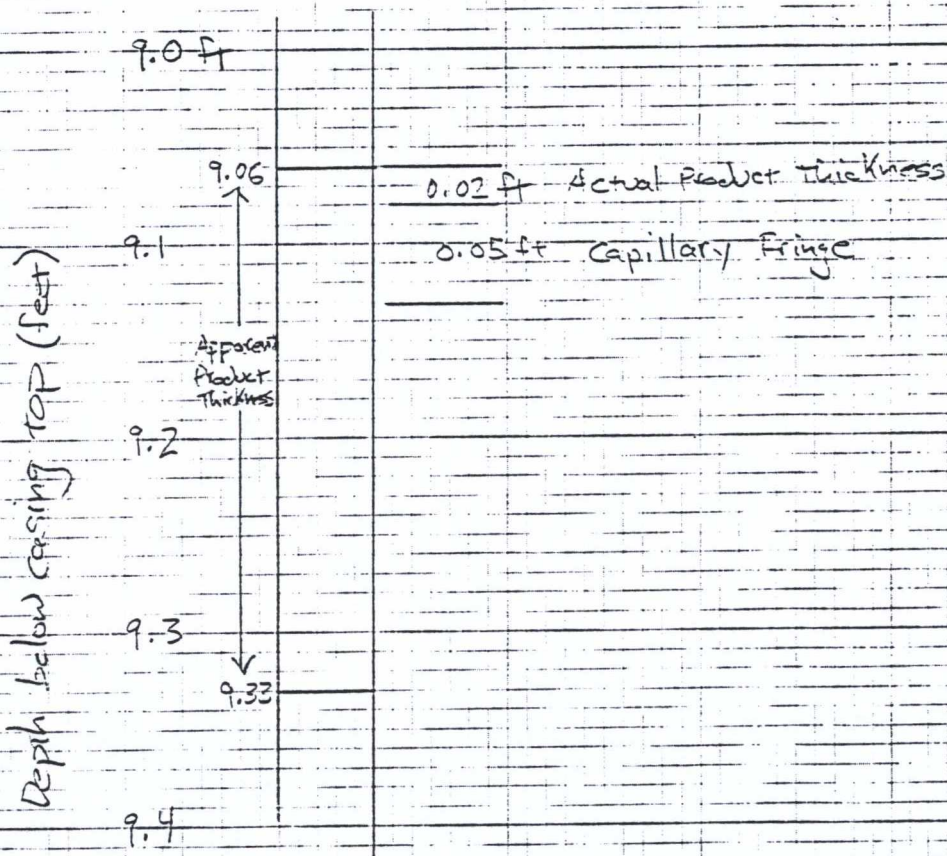 9.0 ft
9.06
0.02 ft Actual Product Thickness
9.1
0.05 ft Capillary Fringe
Apparent
Product
Thickness
9.2
9.3
9.33
9.4
Depth below casing top (feet)